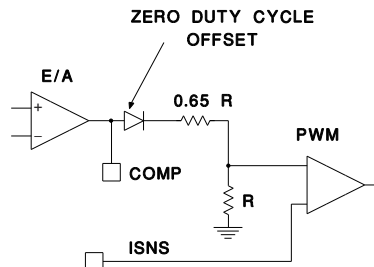 ZERO DUTY CYCLE
OFFSET
E/A
0.65 R
PWM
+
−
COMP
R
ISNS